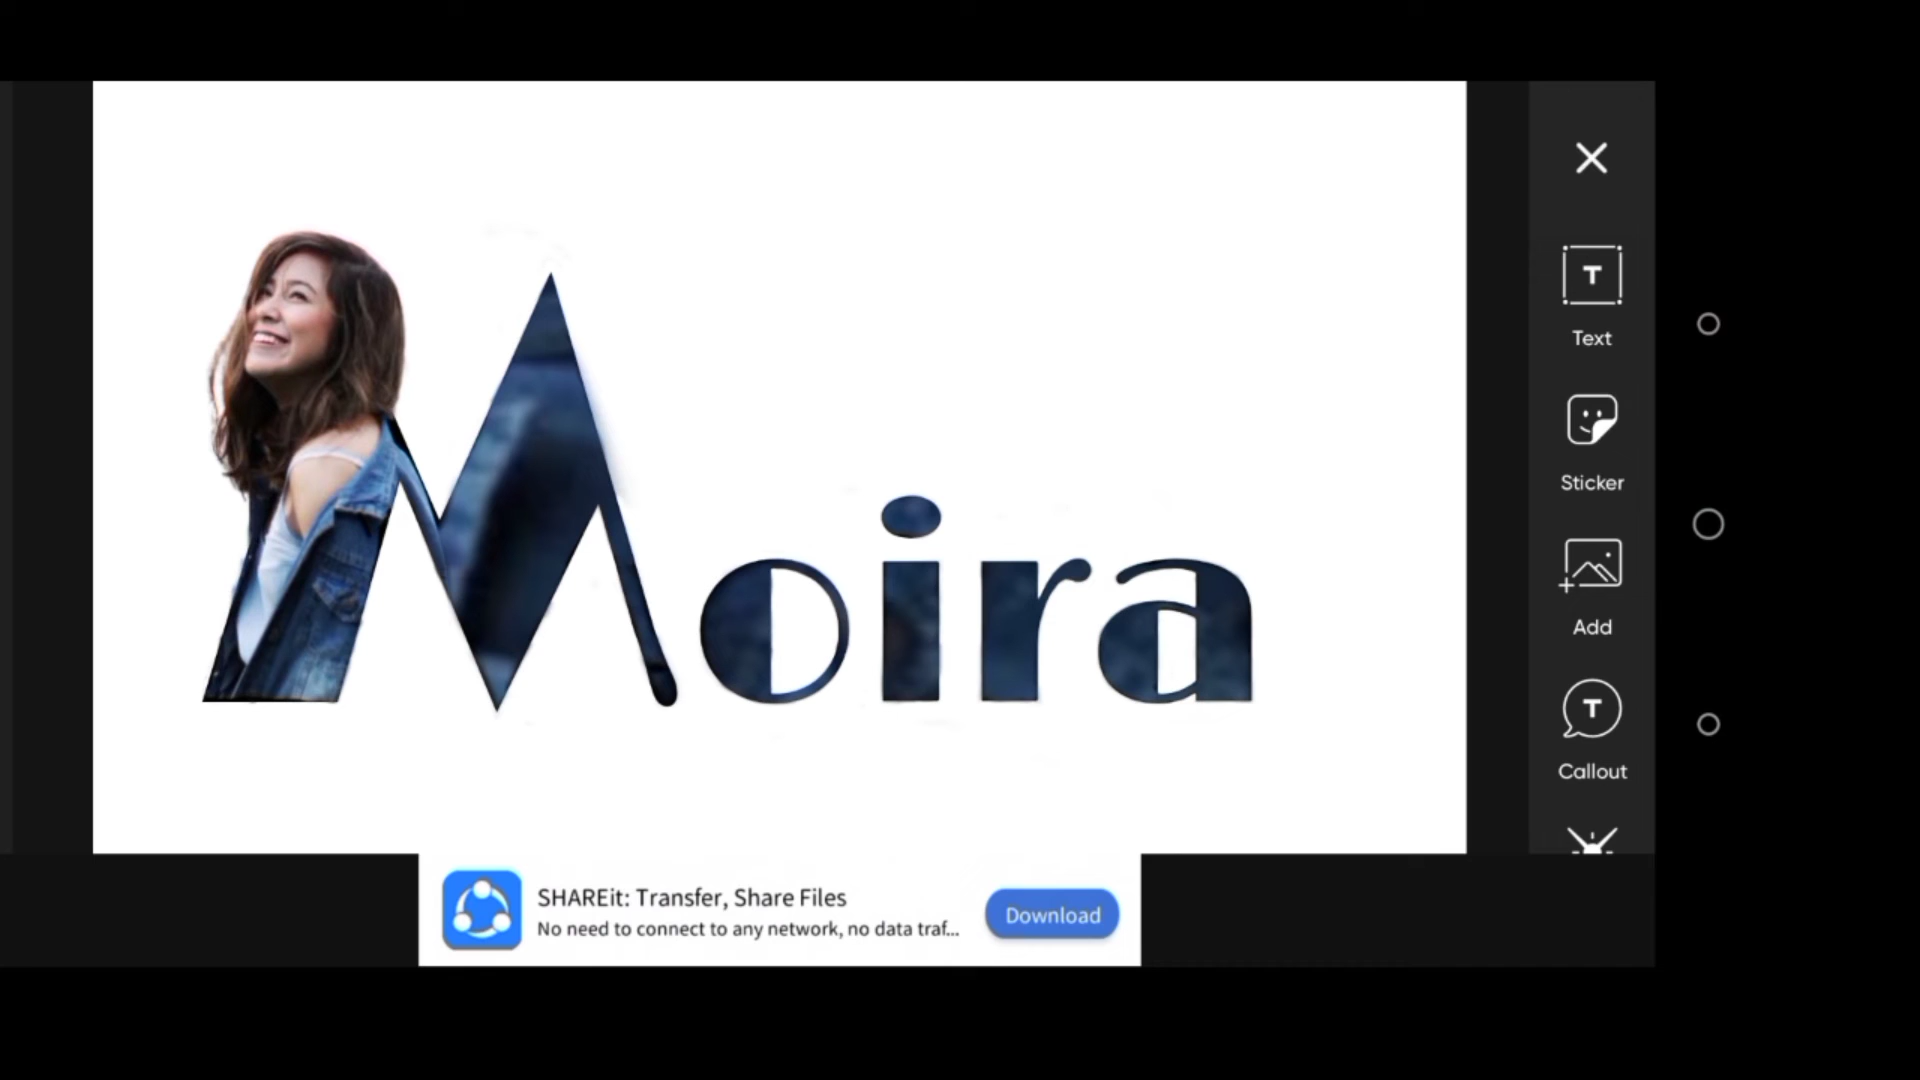 Moira
Text
Sticker
Add
Callout
SHAREit: Transfer, Share Files
No need to connect to any network, no data traf...
Download